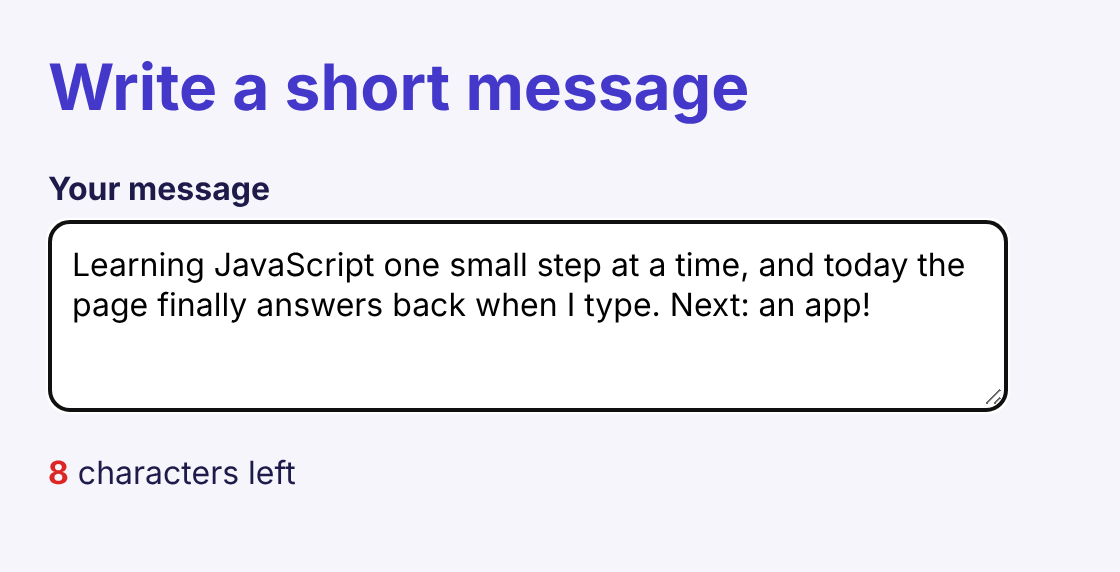 Write a short message
Your message
Learning JavaScript one small step at a time, and today the
page finally answers back when I type. Next: an app!
8 characters left